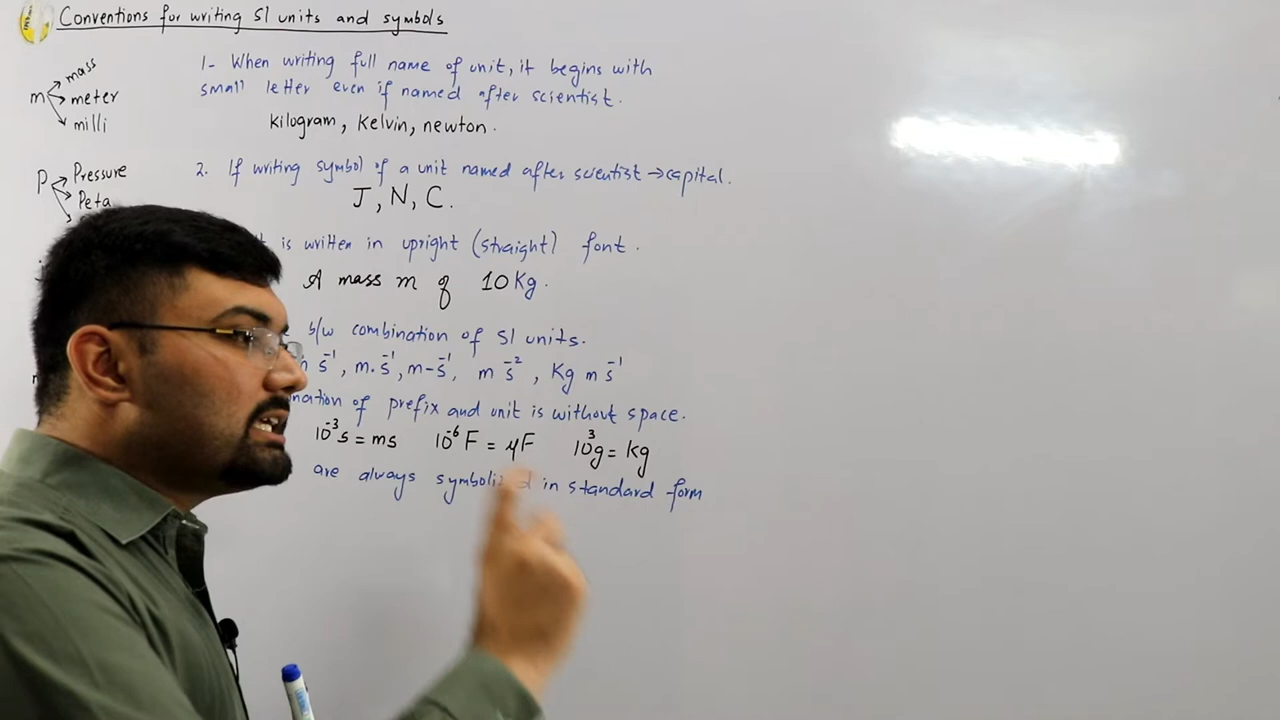 Conventions for writing SI units and symbols
m mass
meter
milli
1- When writing full name of unit, it begins with
small letter even if named after scientist.
kilogram, kelvin, newton.
P Pressure
Peta
2. If writing symbol of a unit named after scientist → capital.
J, N, C.
is written in upright (straight) font.
A mass m of 10 Kg.
b/w combination of SI units.
s⁻¹, m.s⁻¹, m-s⁻¹, m s⁻², Kg m s⁻¹
of prefix and unit is without space.
10⁻³s = ms 10⁻⁶F = μF 10³g = kg
are always symbolized in standard form